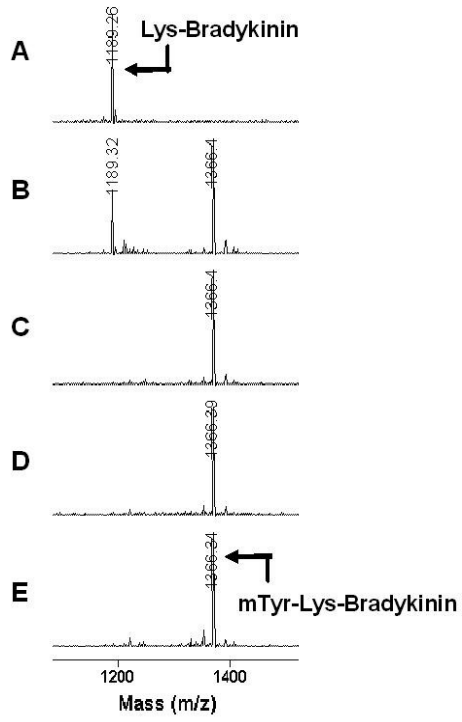 Lys-Bradykinin
A
1189.26
B
1189.32
1366.4
C
1366.4
D
1366.29
E
1366.34
mTyr-Lys-Bradykinin
1200
1400
Mass (m/z)